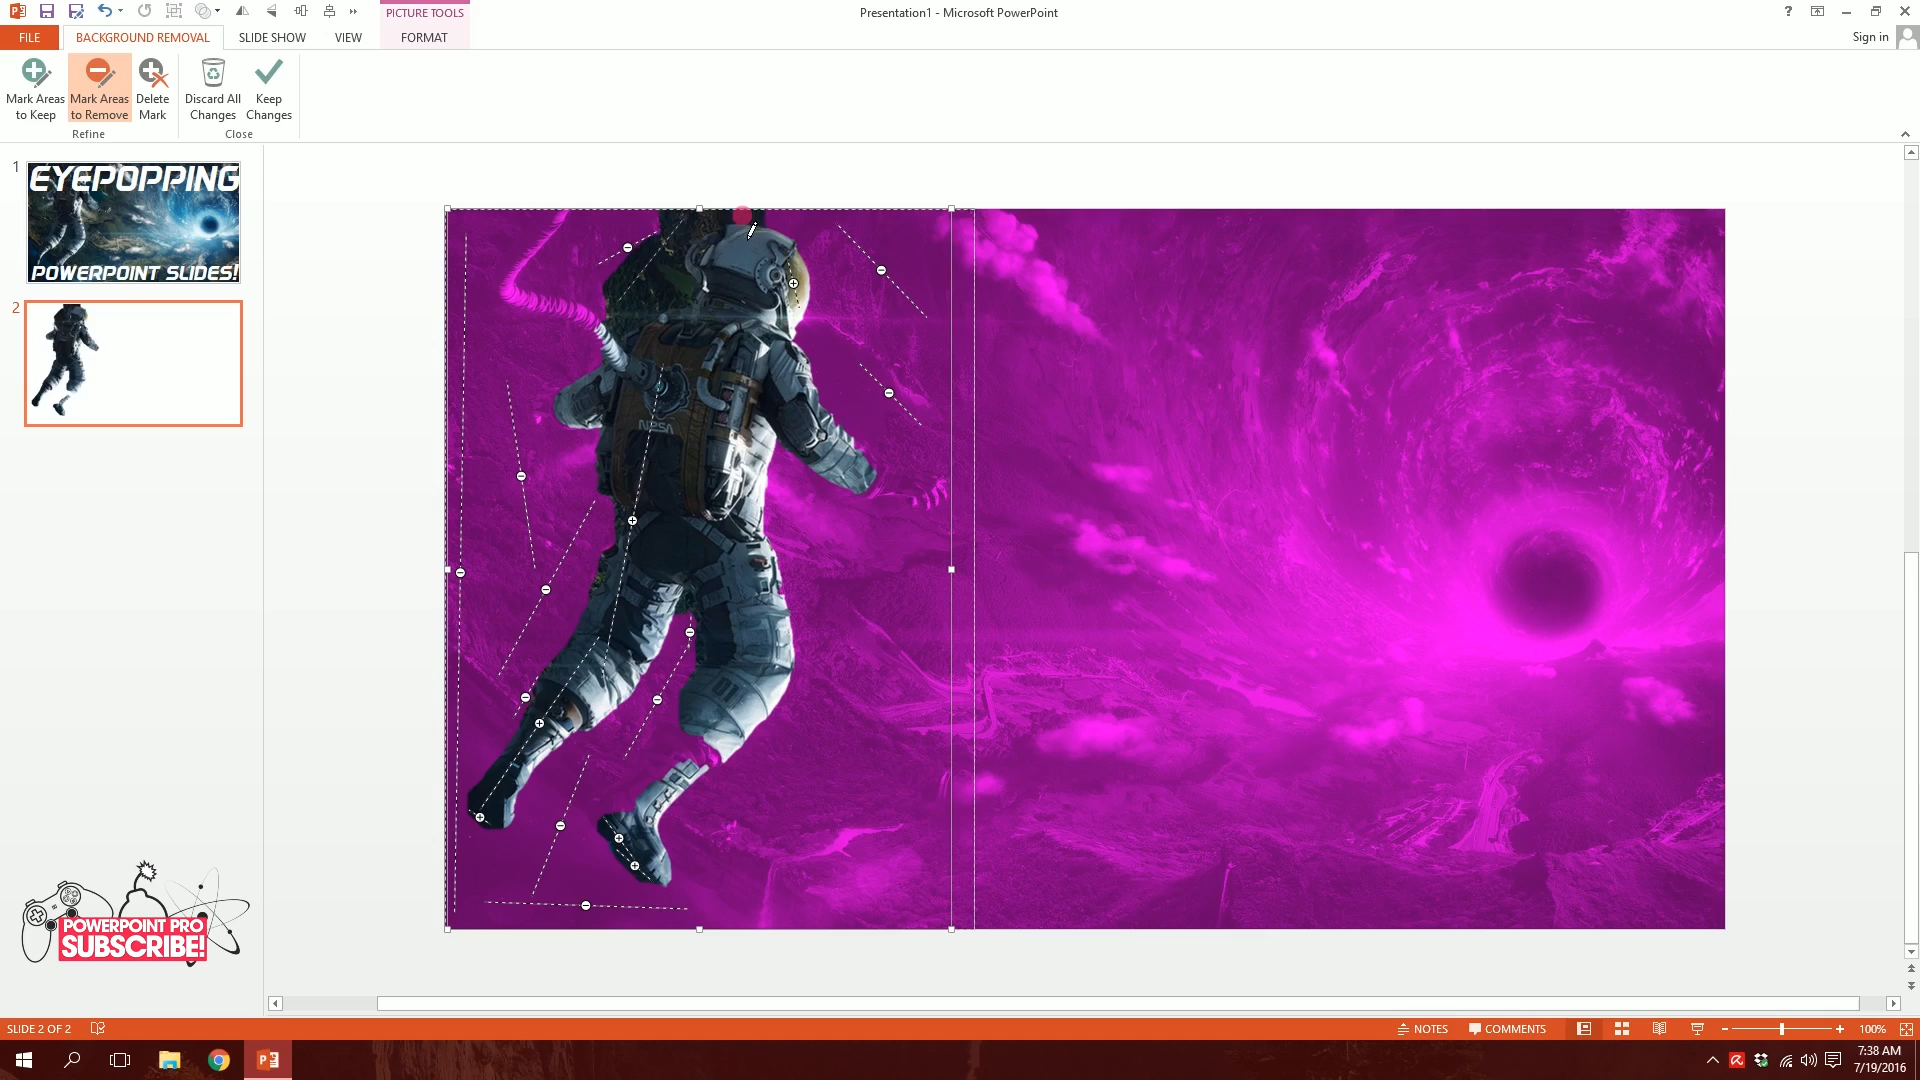 PICTURE TOOLS
Presentation1 - Microsoft PowerPoint
?
FILE
BACKGROUND REMOVAL
SLIDE SHOW
VIEW
FORMAT
Sign in
Mark Areas
to Keep
Mark Areas
to Remove
Delete
Mark
Discard All
Changes
Keep
Changes
Refine
Close
1
EYEPOPPING
POWERPOINT SLIDES!
2
NASA
POWERPOINT PRO
SUBSCRIBE!
SLIDE 2 OF 2
NOTES
COMMENTS
100%
7:38 AM
7/19/2016